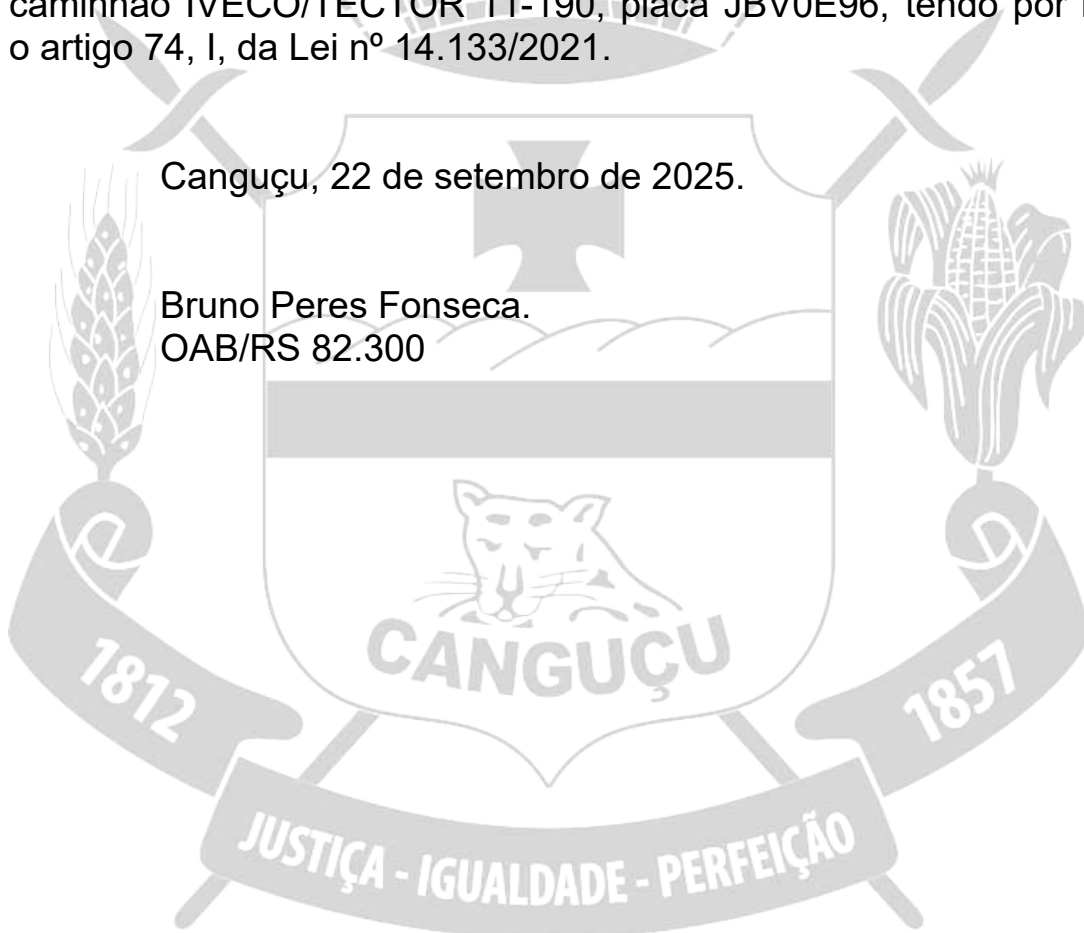 caminhão IVECO/TECTOR 11-190, placa JBV0E96, tendo por
o artigo 74, I, da Lei nº 14.133/2021.
Canguçu, 22 de setembro de 2025.
Bruno Peres Fonseca.
OAB/RS 82.300
CANGUÇU
1812
1857
JUSTIÇA - IGUALDADE - PERFEIÇÃO